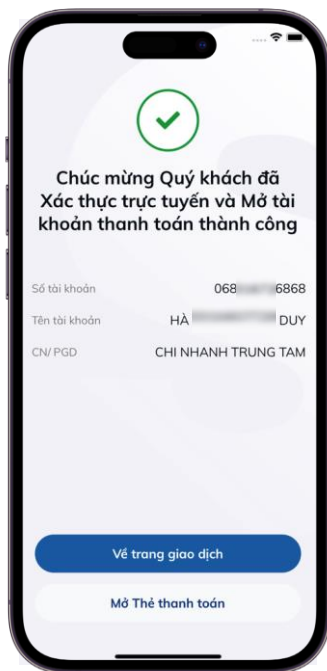 Chúc mừng Quý khách đã
Xác thực trực tuyến và Mở tài
khoản thanh toán thành công
Số tài khoản 068 6868
Tên tài khoản HÀ DUY
CN/ PGD CHI NHANH TRUNG TAM
Về trang giao dịch
Mở Thẻ thanh toán